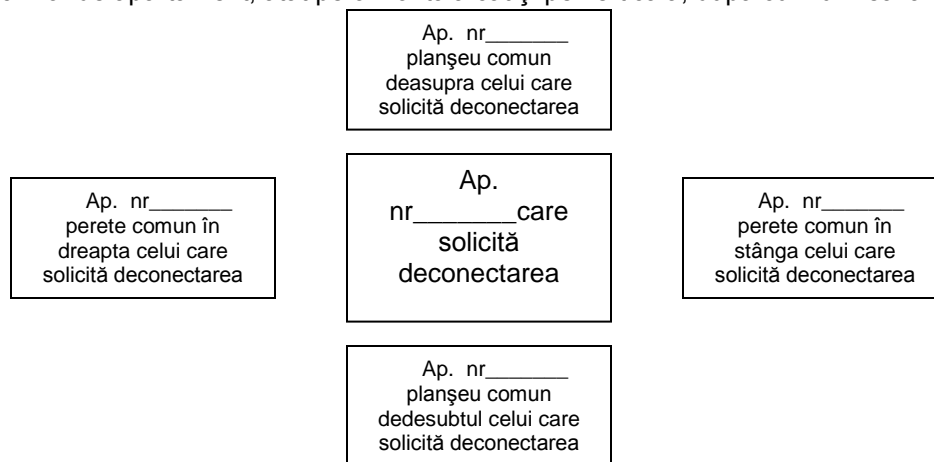 Ap. nr_______
planşeu comun
deasupra celui care
solicită deconectarea
Ap. nr_______
perete comun în
dreapta celui care
solicită deconectarea
Ap.
nr_______care
solicită
deconectarea
Ap. nr_______
perete comun în
stânga celui care
solicită deconectarea
Ap. nr_______
planşeu comun
dedesubtul celui care
solicită deconectarea